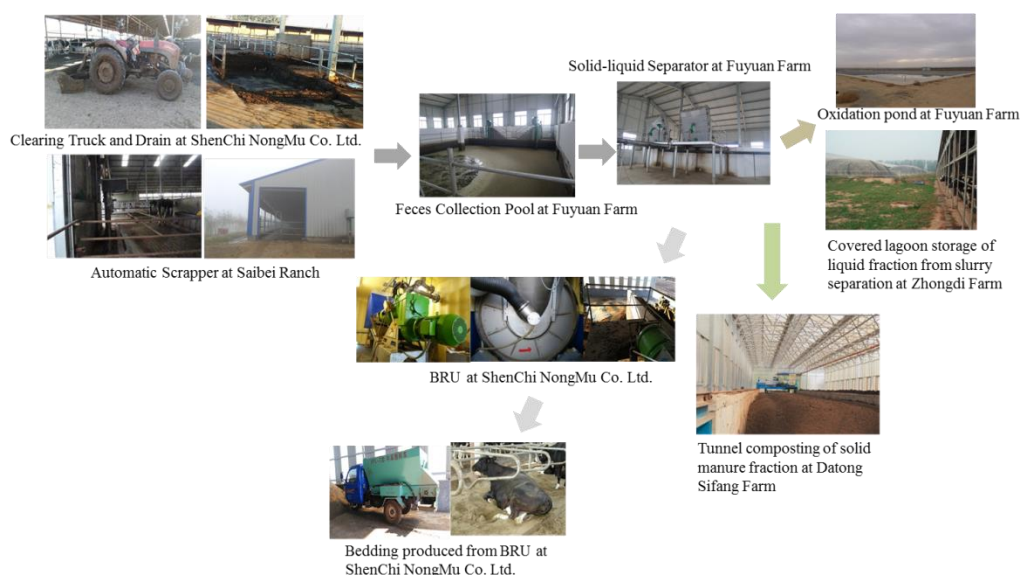 Solid-liquid Separator at Fuyuan Farm
Oxidation pond at Fuyuan Farm
Clearing Truck and Drain at ShenChi NongMu Co. Ltd.
Feces Collection Pool at Fuyuan Farm
Covered lagoon storage of
liquid fraction from slurry
separation at Zhongdi Farm
Automatic Scrapper at Saibei Ranch
BRU at ShenChi NongMu Co. Ltd.
Tunnel composting of solid
manure fraction at Datong
Sifang Farm
Bedding produced from BRU at
ShenChi NongMu Co. Ltd.